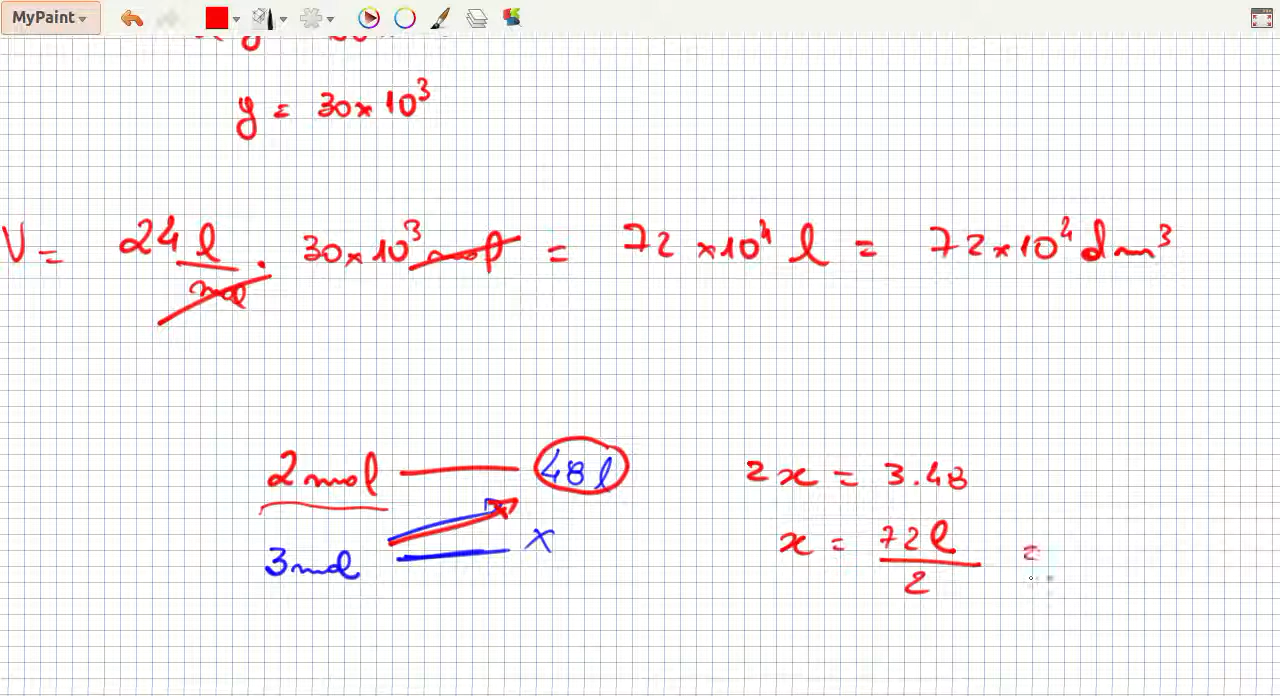 MyPaint
y = 30×10³
V = 24 l/mol · 30×10³ mol = 72×10⁴ l = 72×10⁴ dm³
2 mol 48 l
3 mol x
2x = 3.48
x = 72 l / 2 =